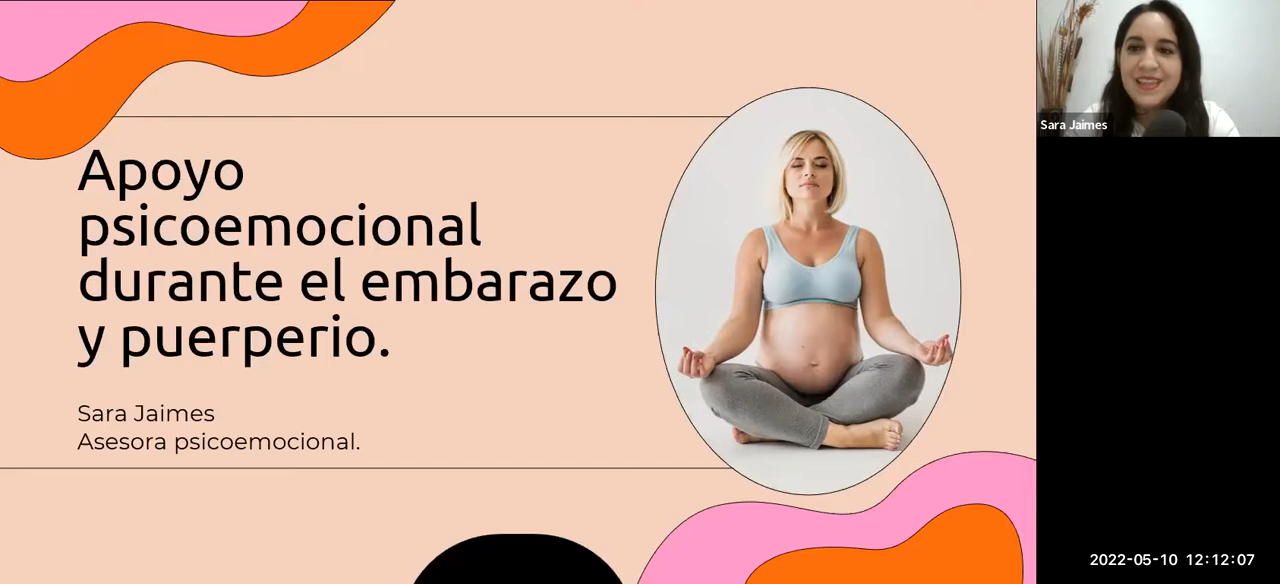 Apoyo
psicoemocional
durante el embarazo
y puerperio.
Sara Jaimes
Asesora psicoemocional.
Sara Jaimes
2022-05-10 12:12:07